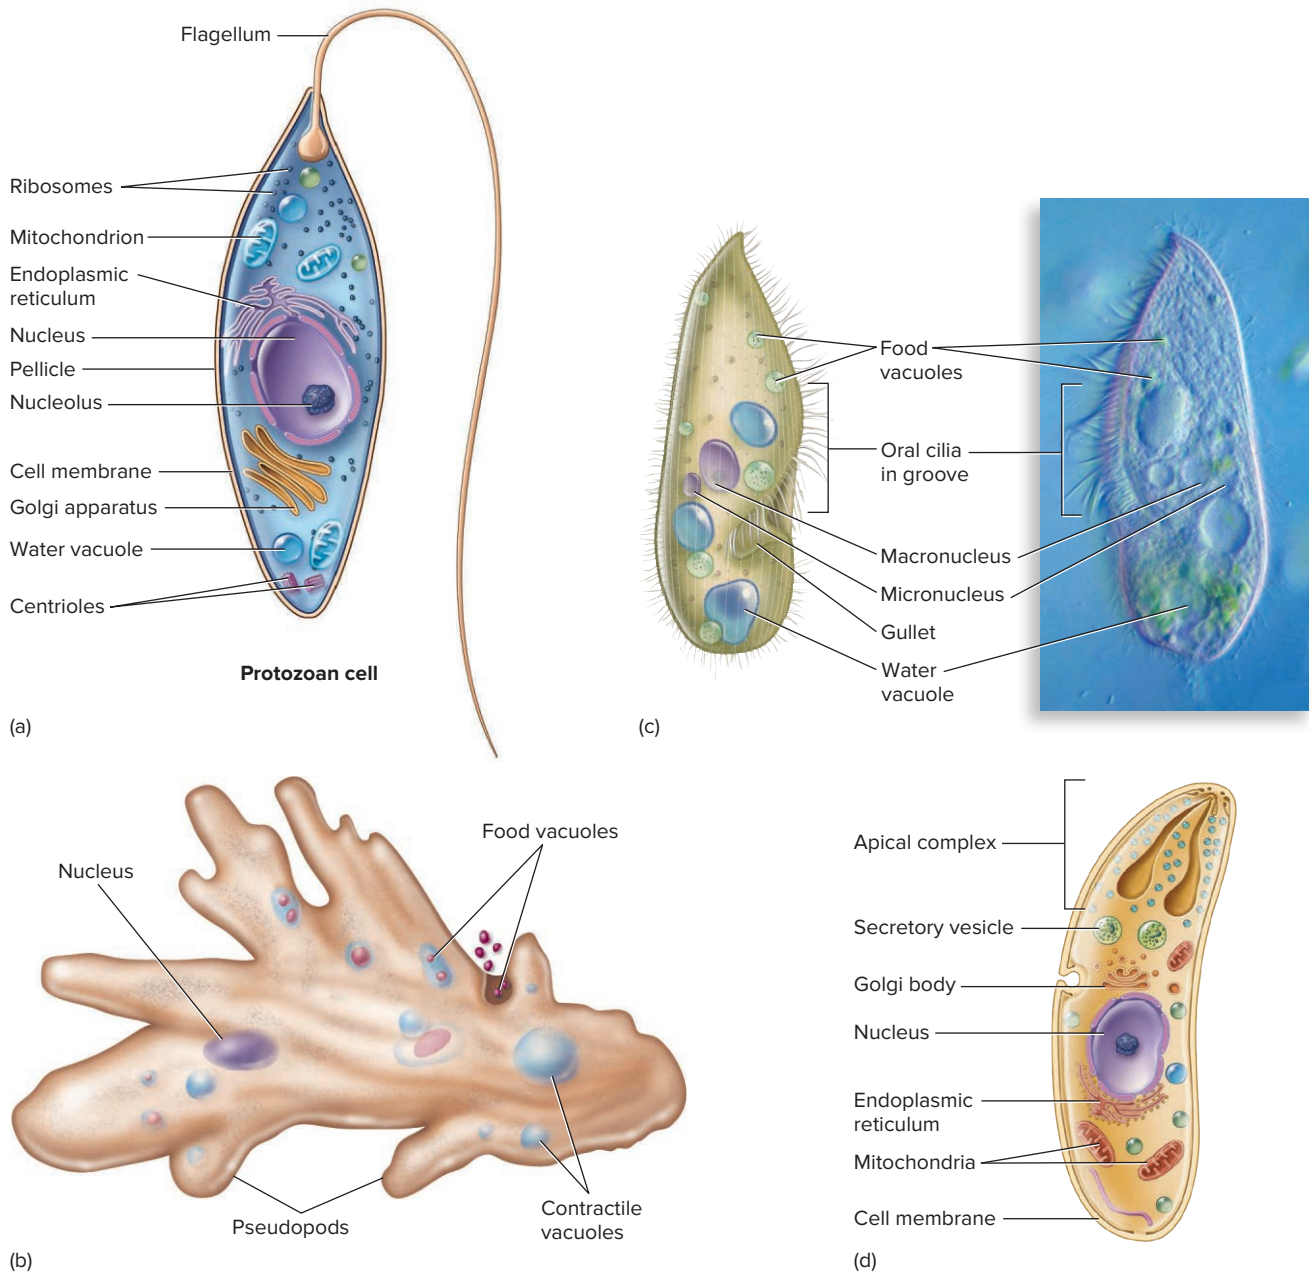 Flagellum
Ribosomes
Mitochondrion
Endoplasmic
reticulum
Nucleus
Pellicle
Nucleolus
Cell membrane
Golgi apparatus
Water vacuole
Centrioles
Protozoan cell
(a)
Food
vacuoles
Oral cilia
in groove
Macronucleus
Micronucleus
Gullet
Water
vacuole
(c)
Food vacuoles
Nucleus
Pseudopods
Contractile
vacuoles
(b)
Apical complex
Secretory vesicle
Golgi body
Nucleus
Endoplasmic
reticulum
Mitochondria
Cell membrane
(d)